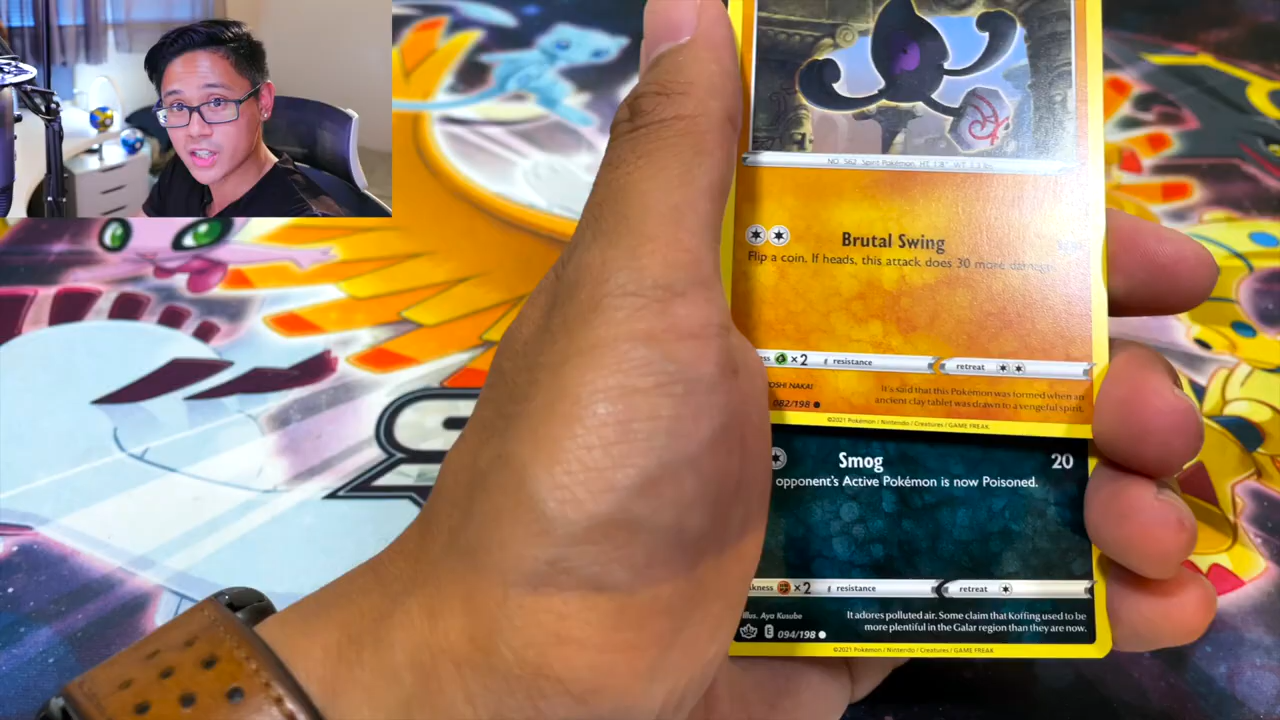 NO. 562 Spirit Pokémon HT: 1'8" WT: 3.3 lbs.
Brutal Swing
Flip a coin. If heads, this attack does 30 more damage.
×2 resistance retreat
OSHI NAKAI
It's said that this Pokémon was formed when an
082/198
ancient clay tablet was drawn to a vengeful spirit.
©2021 Pokémon / Nintendo / Creatures / GAME FREAK
Smog 20
opponent's Active Pokémon is now Poisoned.
kness ×2 resistance retreat
Illus. Aya Kusube
It adores polluted air. Some claim that Koffing used to be
E 094/198
more plentiful in the Galar region than they are now.
©2021 Pokémon / Nintendo / Creatures / GAME FREAK